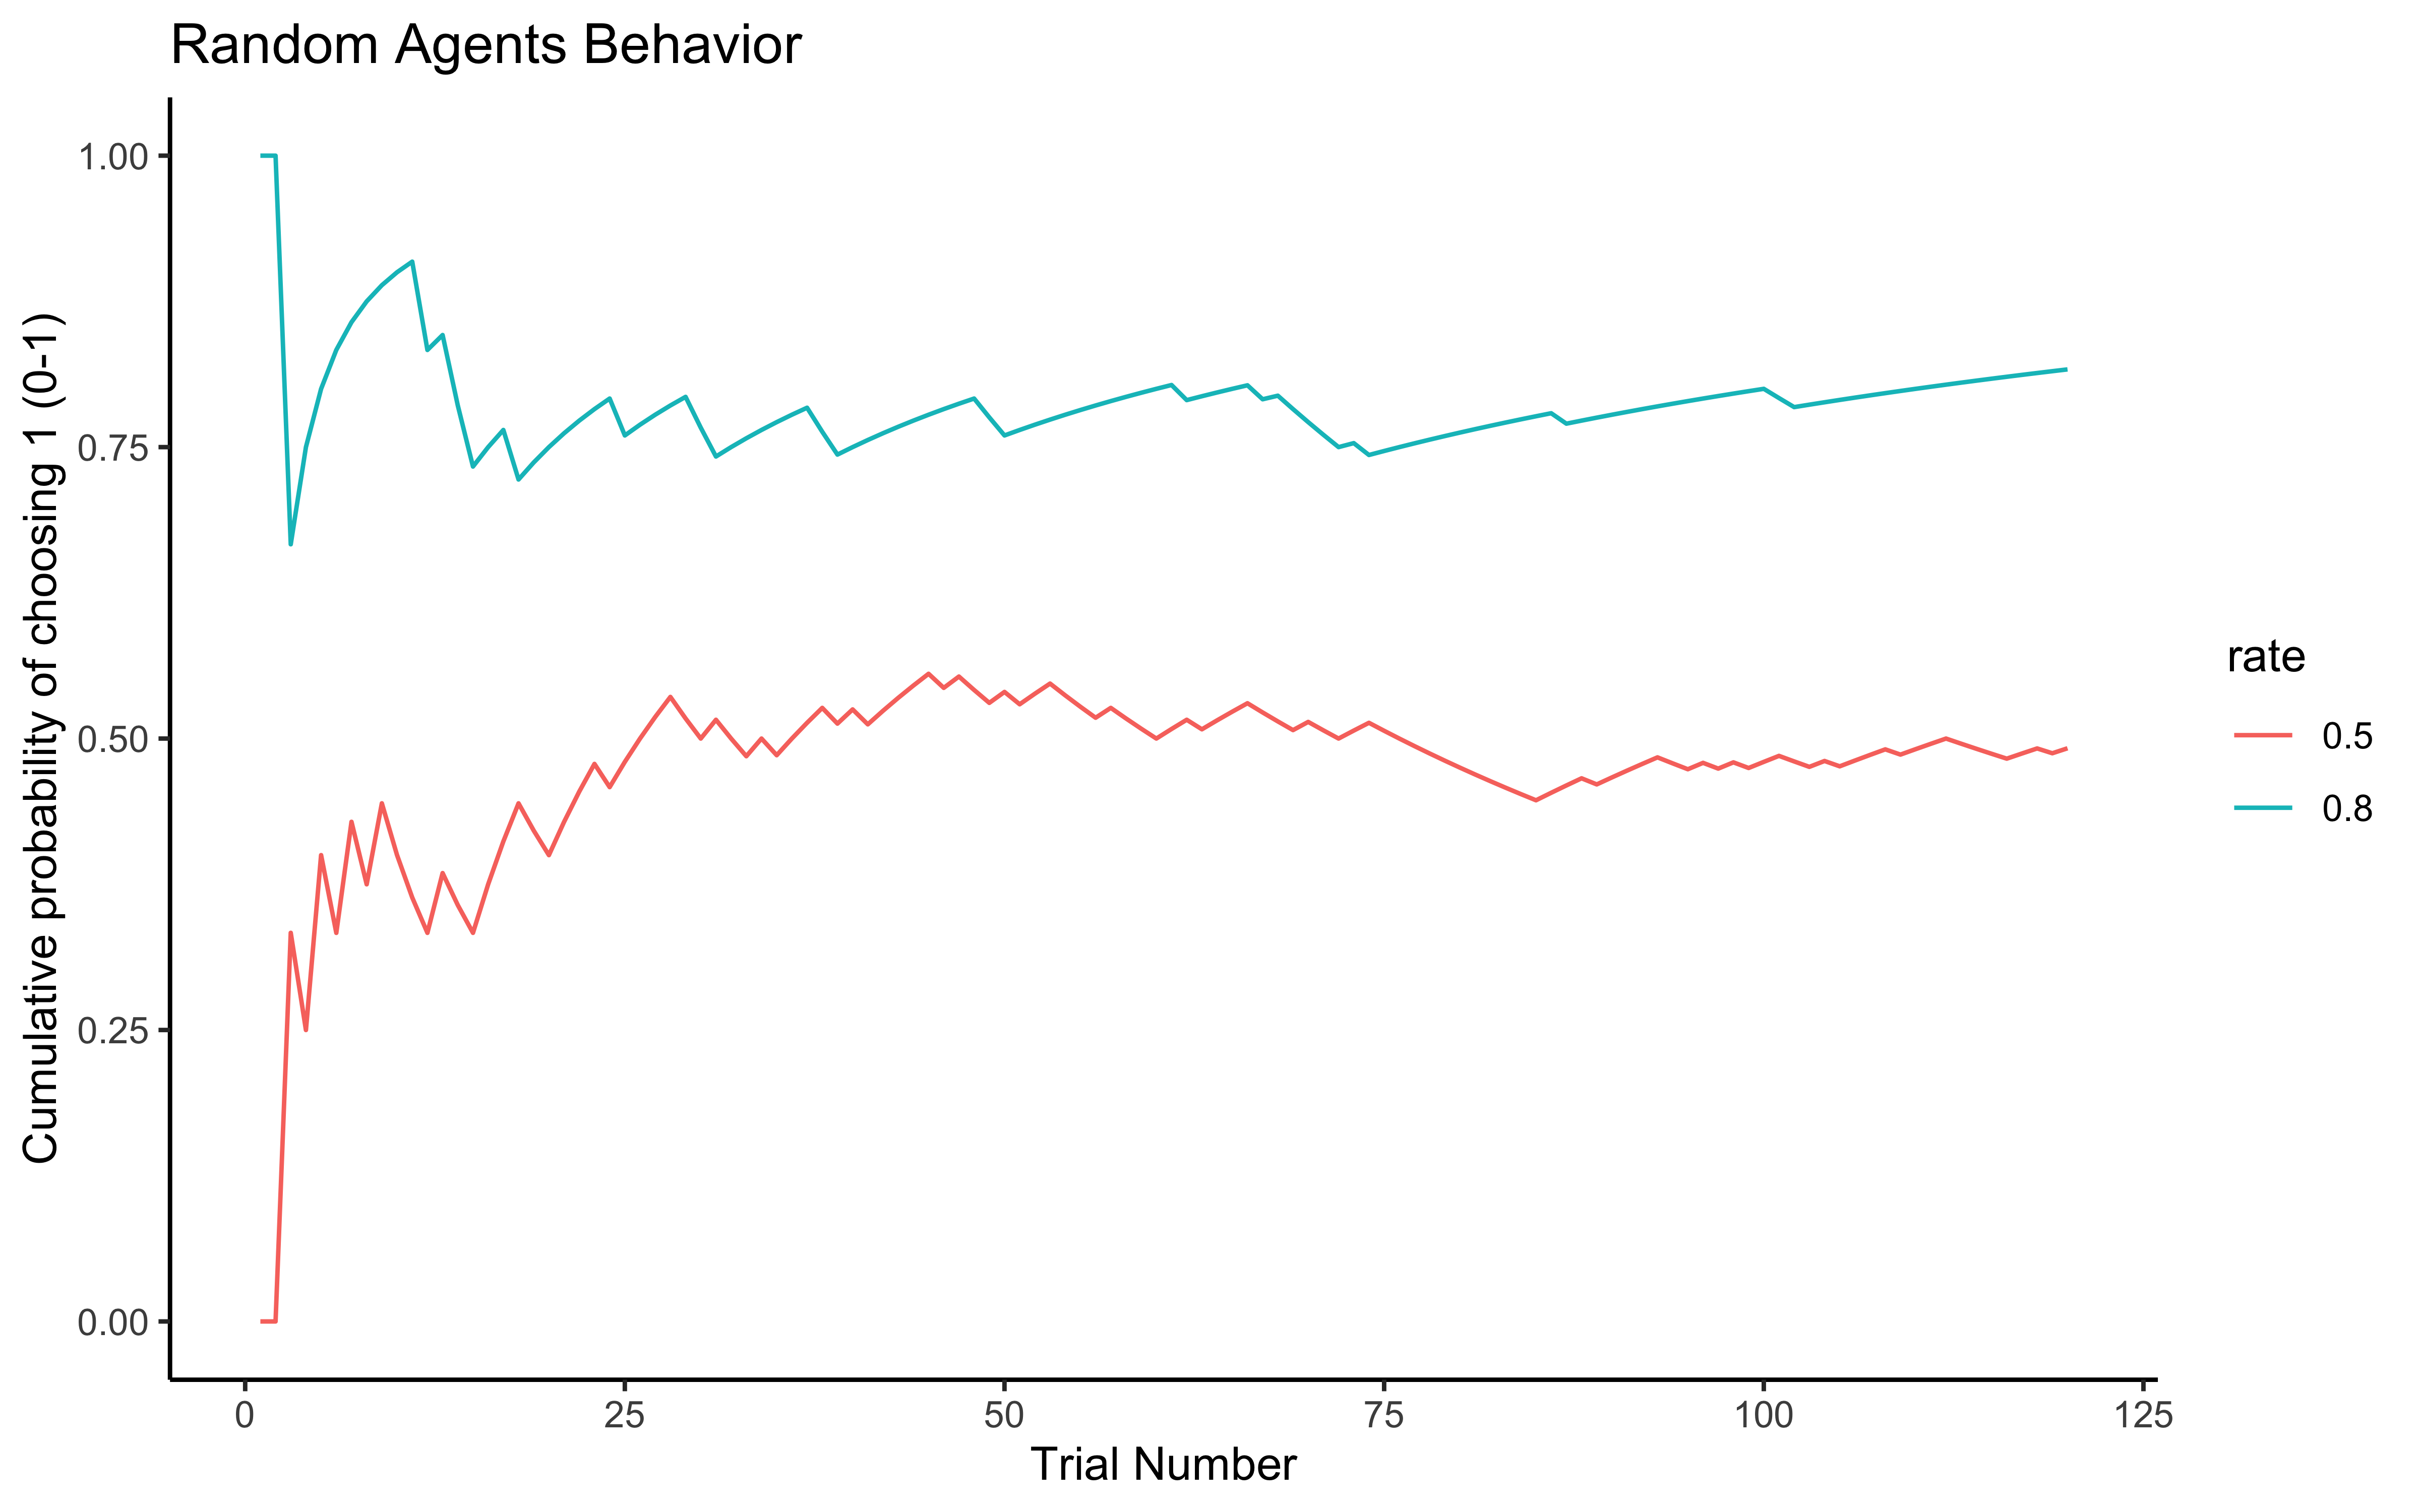 Random Agents Behavior
Cumulative probability of choosing 1 (0-1)
1.00
0.75
0.50
0.25
0.00
0 25 50 75 100 125
Trial Number
rate
0.5
0.8